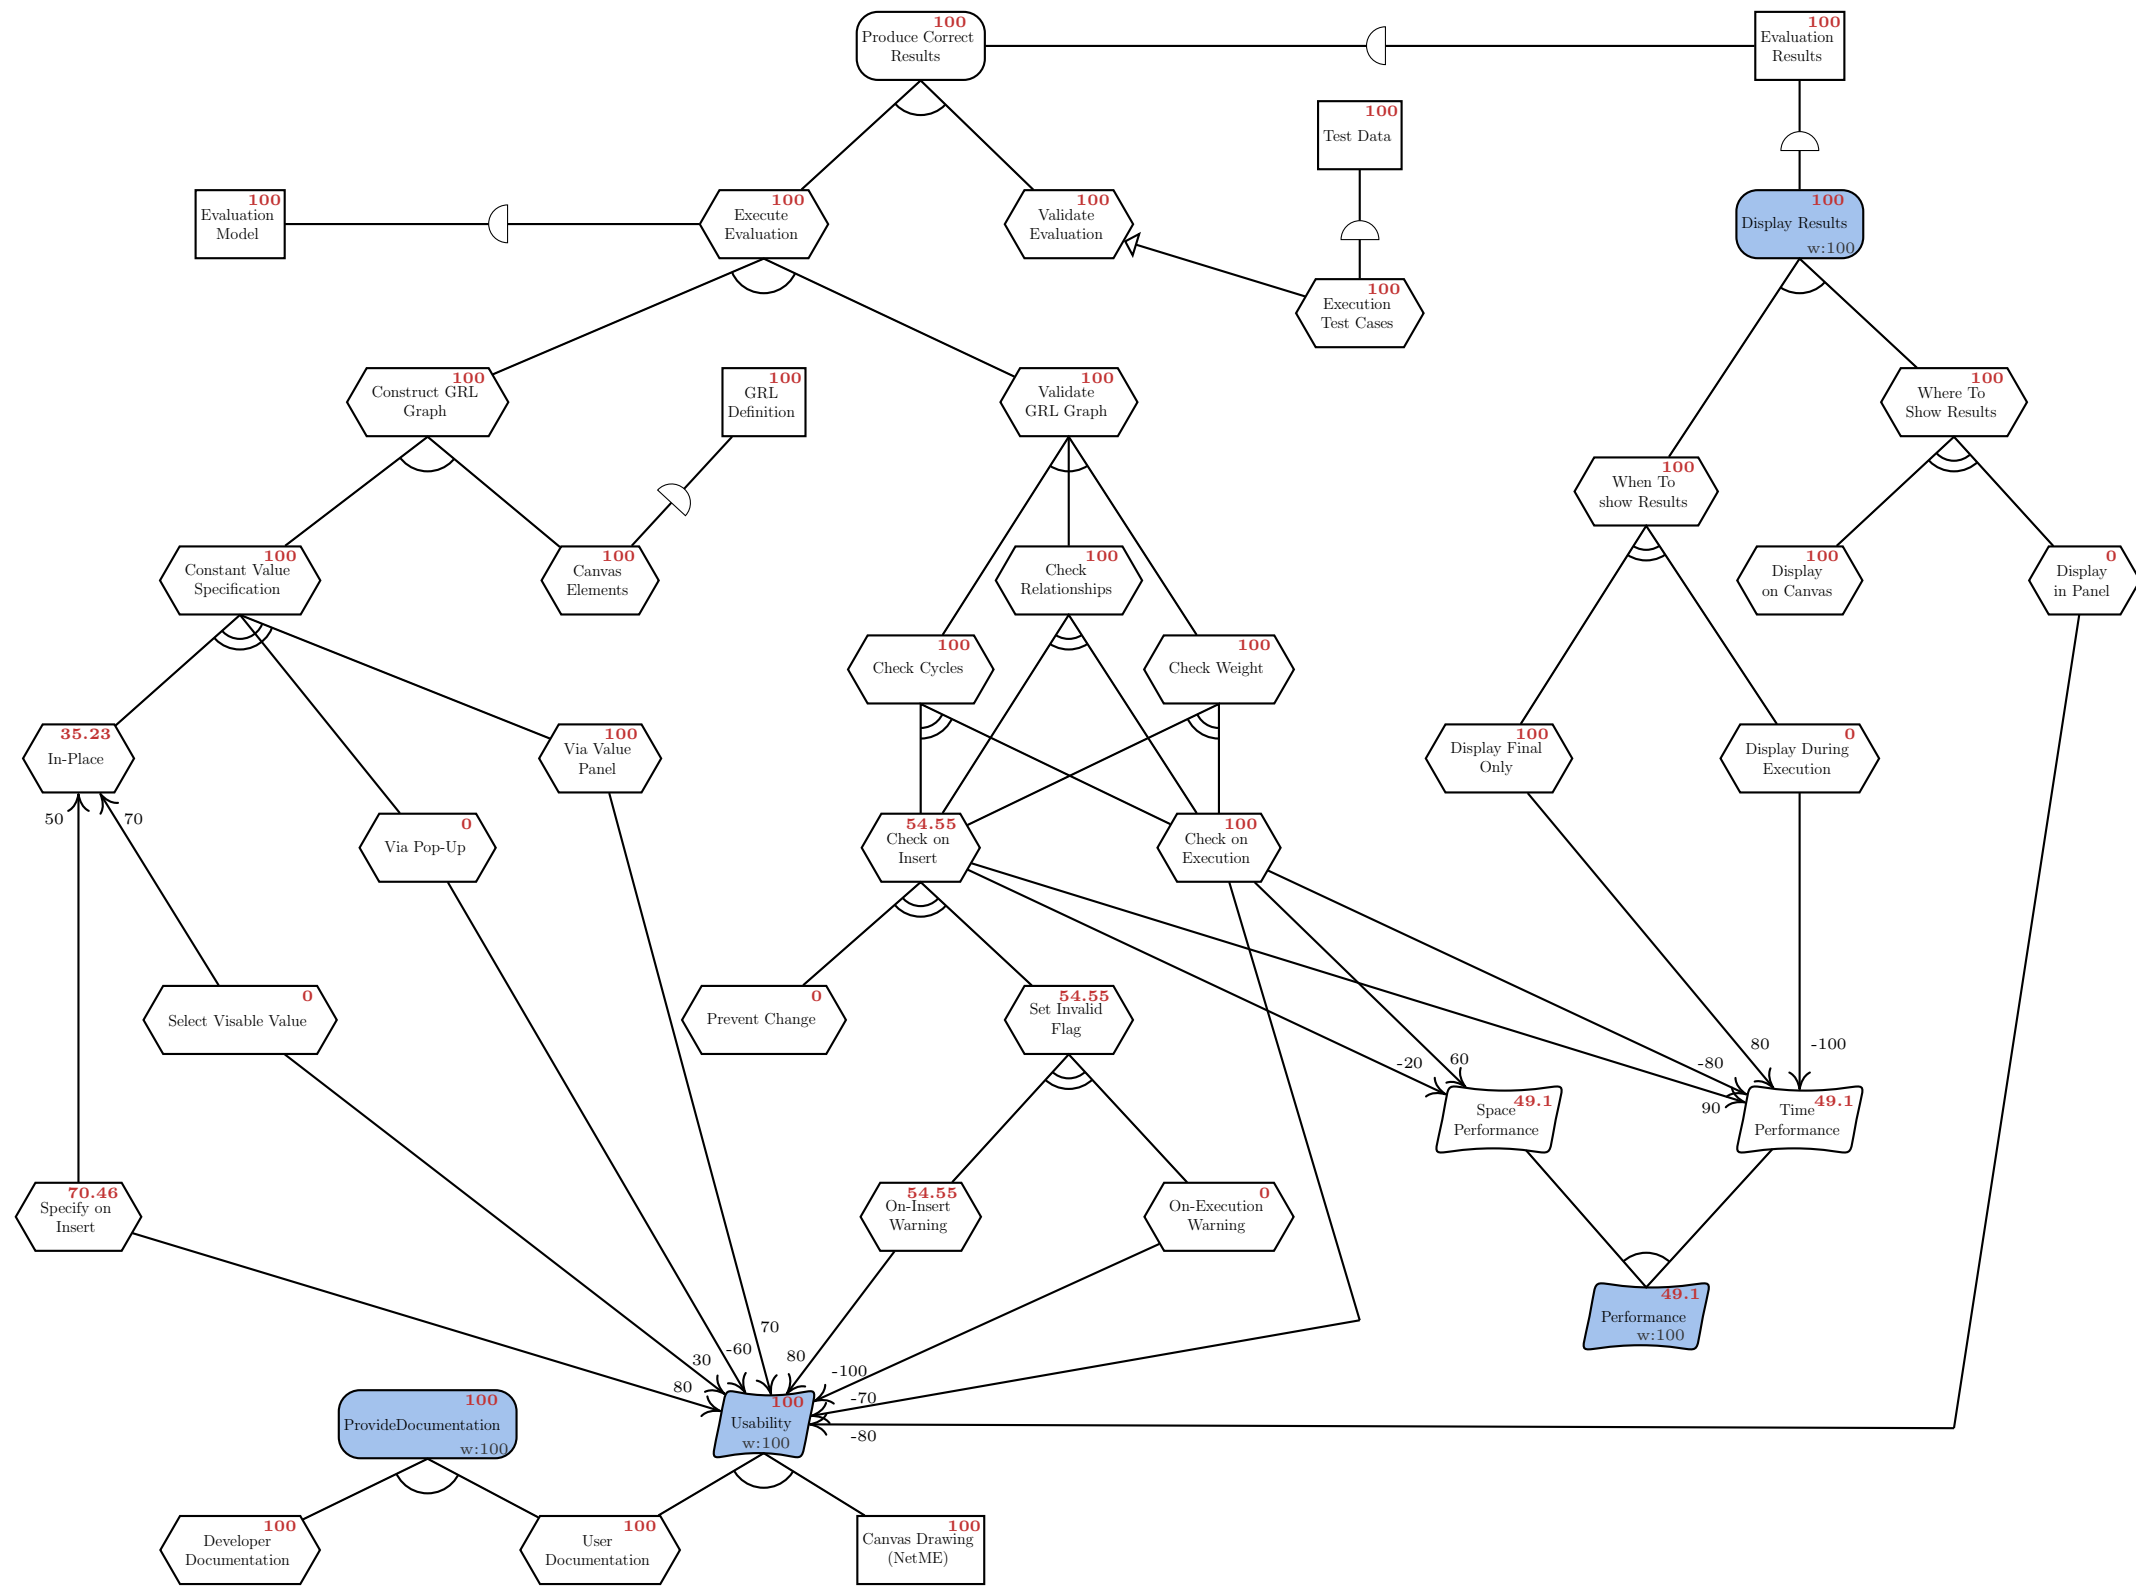 100
Produce Correct
Results
100
Evaluation
Results
100
Test Data
100
Evaluation
Model
100
Execute
Evaluation
100
Validate
Evaluation
100
Display Results
w:100
100
Execution
Test Cases
100
Construct GRL
Graph
100
GRL
Definition
100
Validate
GRL Graph
100
Where To
Show Results
100
When To
show Results
100
Constant Value
Specification
100
Canvas
Elements
100
Check
Relationships
100
Display
on Canvas
0
Display
in Panel
100
Check Cycles
100
Check Weight
35.23
In-Place
100
Via Value
Panel
100
Display Final
Only
0
Display During
Execution
50
70
0
Via Pop-Up
54.55
Check on
Insert
100
Check on
Execution
0
Select Visable Value
0
Prevent Change
54.55
Set Invalid
Flag
-20
60
-80
80
-100
90
49.1
Space
Performance
49.1
Time
Performance
70.46
Specify on
Insert
54.55
On-Insert
Warning
0
On-Execution
Warning
49.1
Performance
w:100
80
30
-60
70
80
-100
-70
-80
100
ProvideDocumentation
w:100
100
Usability
w:100
100
Developer
Documentation
100
User
Documentation
100
Canvas Drawing
(NetME)